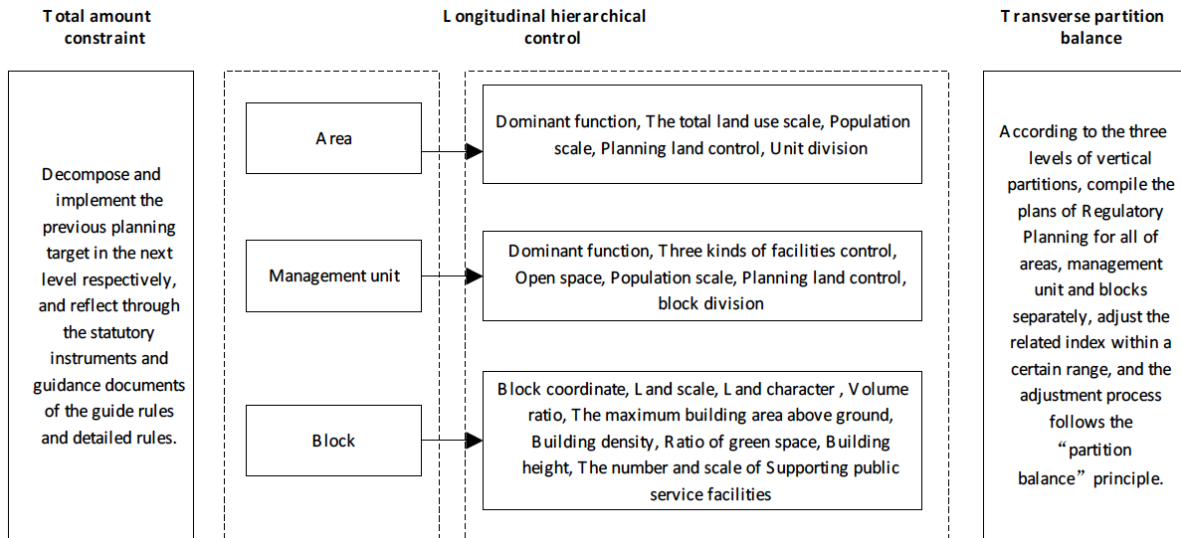 Total amount
constraint
Longitudinal hierarchical
control
Transverse partition
balance
Decompose and
implement the
previous planning
target in the next
level respectively,
and reflect through
the statutory
instruments and
guidance documents
of the guide rules
and detailed rules.
Area
Dominant function, The total land use scale, Population
scale, Planning land control, Unit division
Management unit
Dominant function, Three kinds of facilities control,
Open space, Population scale, Planning land control,
block division
Block
Block coordinate, Land scale, Land character , Volume
ratio, The maximum building area above ground,
Building density, Ratio of green space, Building
height, The number and scale of Supporting public
service facilities
According to the three
levels of vertical
partitions, compile the
plans of Regulatory
Planning for all of
areas, management
unit and blocks
separately, adjust the
related index within a
certain range, and the
adjustment process
follows the
“partition
balance” principle.